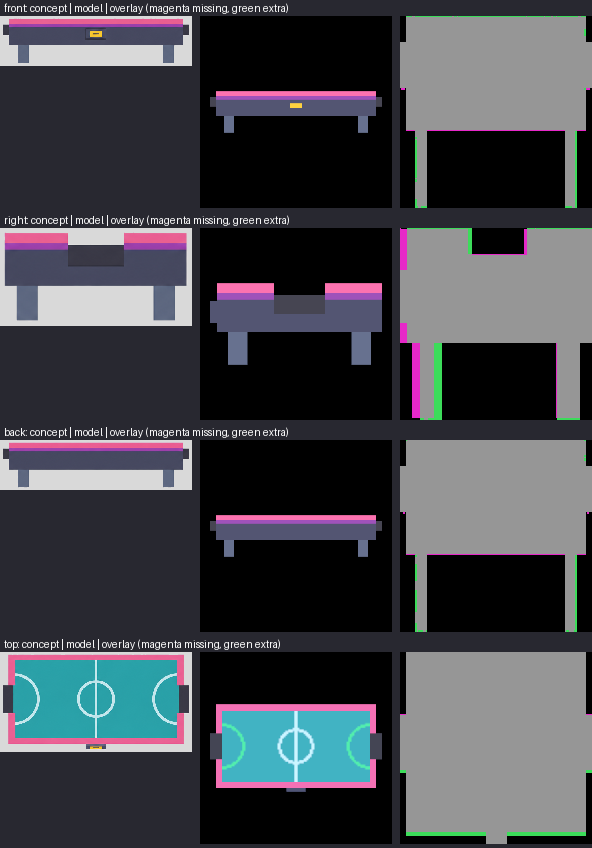 front: concept | model | overlay (magenta missing, green extra)
right: concept | model | overlay (magenta missing, green extra)
back: concept | model | overlay (magenta missing, green extra)
top: concept | model | overlay (magenta missing, green extra)